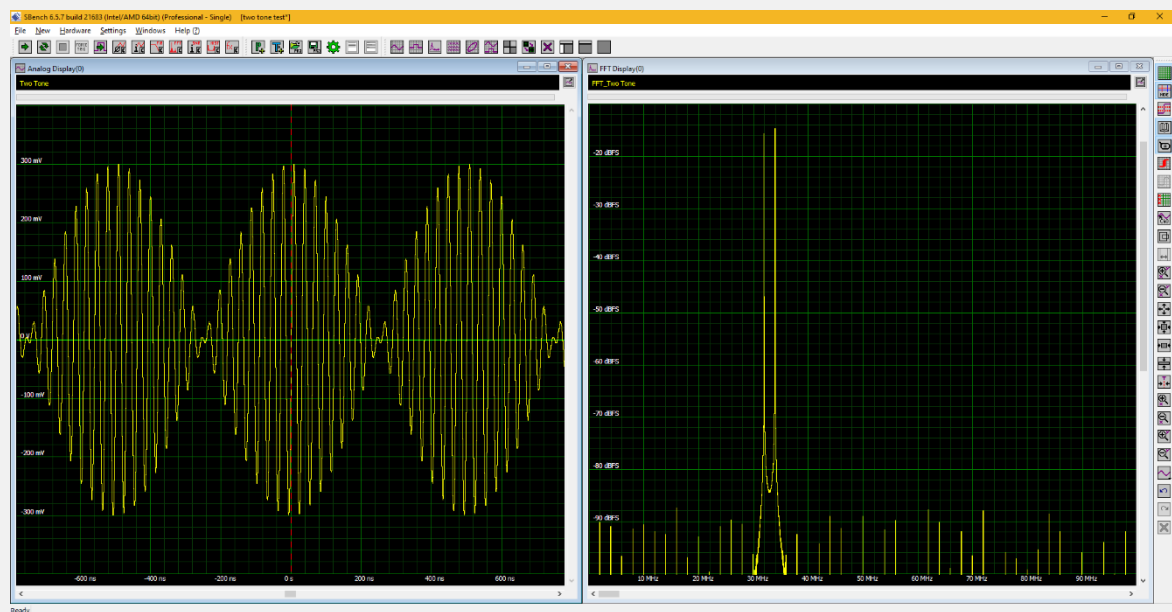 SBench 6.5.7 build 21683 (Intel/AMD 64bit) (Professional - Single) [two tone test*]
File New Hardware Settings Windows Help (?)
Analog Display(0)
Two Tone
300 mV
200 mV
100 mV
0 V
-100 mV
-200 mV
-300 mV
-600 ns -400 ns -200 ns 0 s 200 ns 400 ns 600 ns
FFT Display(0)
FFT_Two Tone
-20 dBFS
-30 dBFS
-40 dBFS
-50 dBFS
-60 dBFS
-70 dBFS
-80 dBFS
-90 dBFS
10 MHz 20 MHz 30 MHz 40 MHz 50 MHz 60 MHz 70 MHz 80 MHz 90 MHz
Ready